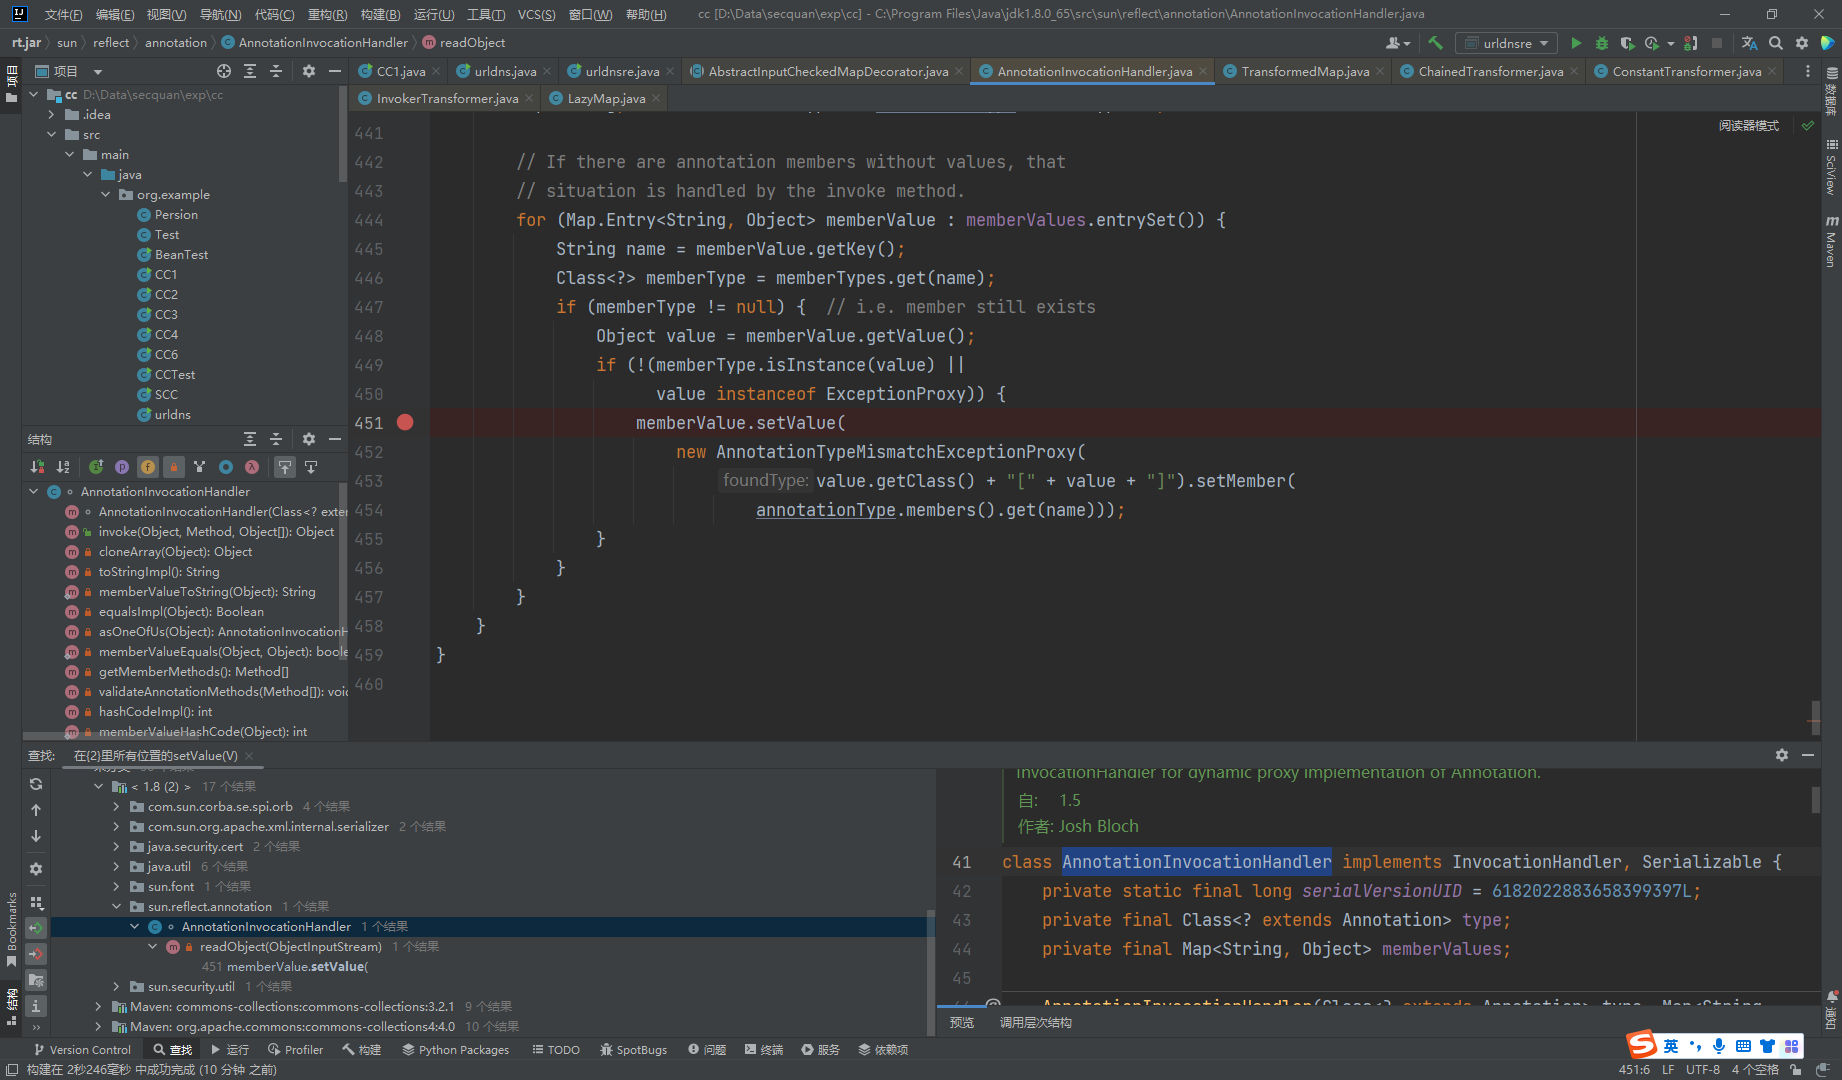 文件(F) 编辑(E) 视图(V) 导航(N) 代码(C) 重构(R) 构建(B) 运行(U) 工具(T) VCS(S) 窗口(W) 帮助(H) cc [D:\Data\secquan\exp\cc] - C:\Program Files\Java\jdk1.8.0_65\src\sun\reflect\annotation\AnnotationInvocationHandler.java
rt.jar sun reflect annotation AnnotationInvocationHandler readObject urldnsre
项目
CC1.java urldns.java urldnsre.java AbstractInputCheckedMapDecorator.java AnnotationInvocationHandler.java TransformedMap.java ChainedTransformer.java ConstantTransformer.java
InvokerTransformer.java LazyMap.java
项目
cc D:\Data\secquan\exp\cc
.idea
src
main
java
org.example
Persion
Test
BeanTest
CC1
CC2
CC3
CC4
CC6
CCTest
SCC
urldns
阅读器模式
数据库
SciView
Maven
441
442 // If there are annotation members without values, that
443 // situation is handled by the invoke method.
444 for (Map.Entry<String, Object> memberValue : memberValues.entrySet()) {
445 String name = memberValue.getKey();
446 Class<?> memberType = memberTypes.get(name);
447 if (memberType != null) { // i.e. member still exists
448 Object value = memberValue.getValue();
449 if (!(memberType.isInstance(value) ||
450 value instanceof ExceptionProxy)) {
451 memberValue.setValue(
452 new AnnotationTypeMismatchExceptionProxy(
453 foundType: value.getClass() + "[" + value + "]").setMember(
454 annotationType.members().get(name)));
455 }
456 }
457 }
458 }
459 }
460
结构
AnnotationInvocationHandler
AnnotationInvocationHandler(Class<? exter
invoke(Object, Method, Object[]): Object
cloneArray(Object): Object
toStringImpl(): String
memberValueToString(Object): String
equalsImpl(Object): Boolean
asOneOfUs(Object): AnnotationInvocationH
memberValueEquals(Object, Object): boole
getMemberMethods(): Method[]
validateAnnotationMethods(Method[]): void
hashCodeImpl(): int
memberValueHashCode(Object): int
查找: 在{2}里所有位置的setValue(V)
< 1.8 (2) > 17 个结果
com.sun.corba.se.spi.orb 4 个结果
com.sun.org.apache.xml.internal.serializer 2 个结果
java.security.cert 2 个结果
java.util 6 个结果
sun.font 1 个结果
sun.reflect.annotation 1 个结果
AnnotationInvocationHandler 1 个结果
readObject(ObjectInputStream) 1 个结果
451 memberValue.setValue(
sun.security.util 1 个结果
Maven: commons-collections:commons-collections:3.2.1 9 个结果
Maven: org.apache.commons:commons-collections4:4.0 10 个结果
InvocationHandler for dynamic proxy implementation of Annotation.
自: 1.5
作者: Josh Bloch
41 class AnnotationInvocationHandler implements InvocationHandler, Serializable {
42 private static final long serialVersionUID = 6182022883658399397L;
43 private final Class<? extends Annotation> type;
44 private final Map<String, Object> memberValues;
45
AnnotationInvocationHandler(Class<? extends Annotation> type, Map<String
预览 调用层次结构
Bookmarks
结构
通知
英
Version Control 查找 运行 Profiler 构建 Python Packages TODO SpotBugs 问题 终端 服务 依赖项
构建在 2秒246毫秒 中成功完成 (10 分钟 之前) 451:6 LF UTF-8 4 个空格